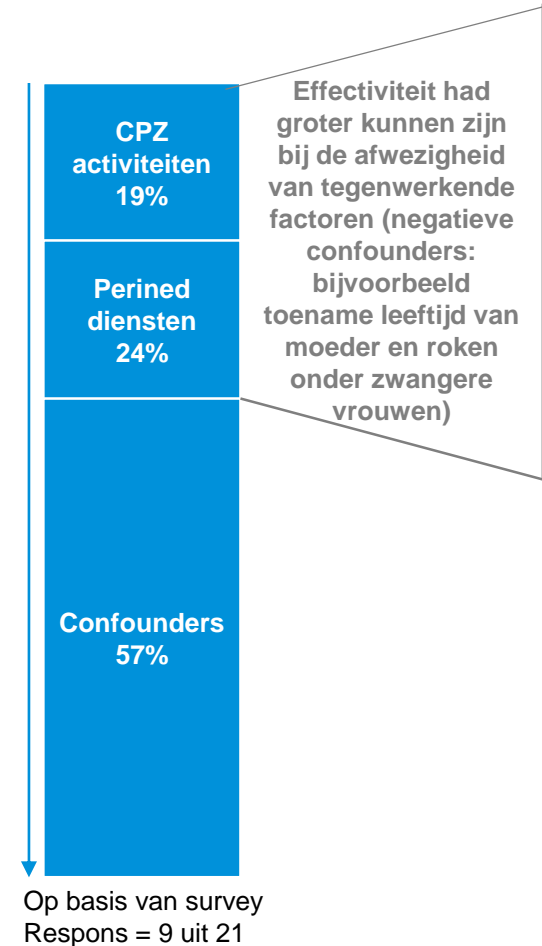 CPZ
activiteiten
19%
Effectiviteit had
groter kunnen zijn
bij de afwezigheid
van tegenwerkende
factoren (negatieve
confounders:
bijvoorbeeld
toename leeftijd van
moeder en roken
onder zwangere
vrouwen)
Perined
diensten
24%
Confounders
57%
Op basis van survey
Respons = 9 uit 21